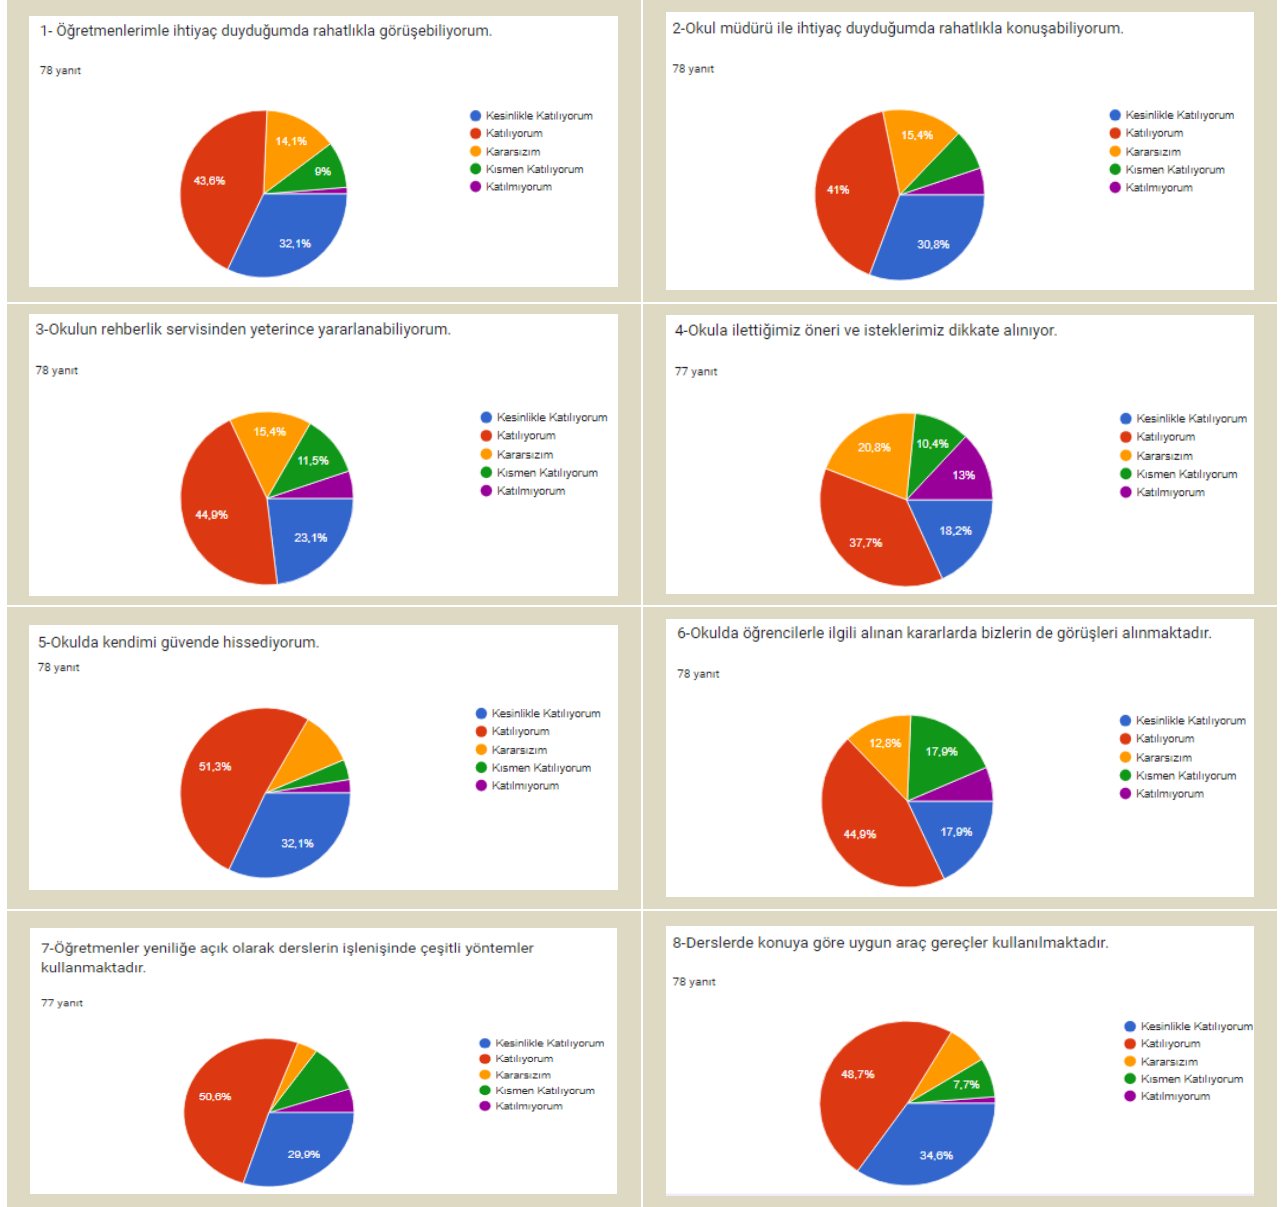 1- Öğretmenlerimle ihtiyaç duyduğumda rahatlıkla görüşebiliyorum.
78 yanıt
Kesinlikle Katılıyorum
Katılıyorum
Kararsızım
Kısmen Katılıyorum
Katılmıyorum
14,1%
9%
43,6%
32,1%
2-Okul müdürü ile ihtiyaç duyduğumda rahatlıkla konuşabiliyorum.
78 yanıt
Kesinlikle Katılıyorum
Katılıyorum
Kararsızım
Kısmen Katılıyorum
Katılmıyorum
15,4%
41%
30,8%
3-Okulun rehberlik servisinden yeterince yararlanabiliyorum.
78 yanıt
Kesinlikle Katılıyorum
Katılıyorum
Kararsızım
Kısmen Katılıyorum
Katılmıyorum
15,4%
11,5%
44,9%
23,1%
4-Okula ilettiğimiz öneri ve isteklerimiz dikkate alınıyor.
77 yanıt
Kesinlikle Katılıyorum
Katılıyorum
Kararsızım
Kısmen Katılıyorum
Katılmıyorum
20,8%
10,4%
13%
18,2%
37,7%
5-Okulda kendimi güvende hissediyorum.
78 yanıt
Kesinlikle Katılıyorum
Katılıyorum
Kararsızım
Kısmen Katılıyorum
Katılmıyorum
51,3%
32,1%
6-Okulda öğrencilerle ilgili alınan kararlarda bizlerin de görüşleri alınmaktadır.
78 yanıt
Kesinlikle Katılıyorum
Katılıyorum
Kararsızım
Kısmen Katılıyorum
Katılmıyorum
12,8%
17,9%
44,9%
17,9%
7-Öğretmenler yeniliğe açık olarak derslerin işlenişinde çeşitli yöntemler
kullanmaktadır.
77 yanıt
Kesinlikle Katılıyorum
Katılıyorum
Kararsızım
Kısmen Katılıyorum
Katılmıyorum
50,6%
29,9%
8-Derslerde konuya göre uygun araç gereçler kullanılmaktadır.
78 yanıt
Kesinlikle Katılıyorum
Katılıyorum
Kararsızım
Kısmen Katılıyorum
Katılmıyorum
48,7%
7,7%
34,6%